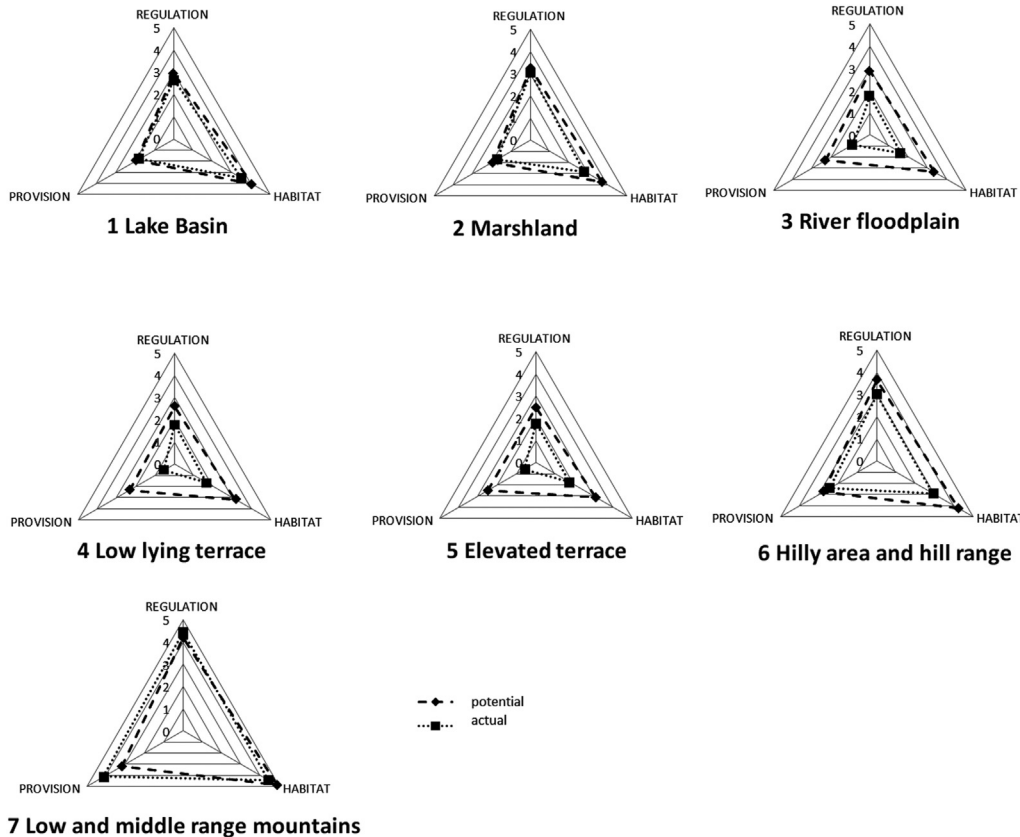 REGULATION
5
4
3
2
1
0
PROVISION
HABITAT
1 Lake Basin
REGULATION
5
4
3
2
1
0
PROVISION
HABITAT
2 Marshland
REGULATION
5
4
3
2
1
0
PROVISION
HABITAT
3 River floodplain
REGULATION
5
4
3
2
1
0
PROVISION
HABITAT
4 Low lying terrace
REGULATION
5
4
3
2
1
0
PROVISION
HABITAT
5 Elevated terrace
REGULATION
5
4
3
2
1
0
PROVISION
HABITAT
6 Hilly area and hill range
REGULATION
5
4
3
2
1
0
PROVISION
HABITAT
7 Low and middle range mountains
potential
actual